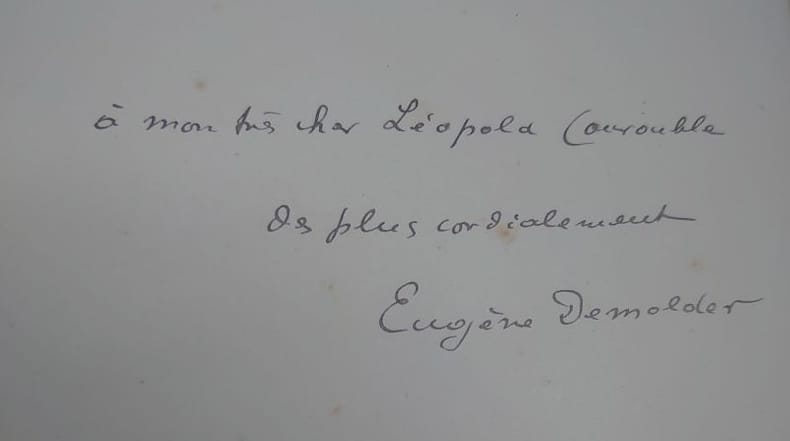 à mon très cher Léopold Courouble
des plus cordialement
Eugène Demolder